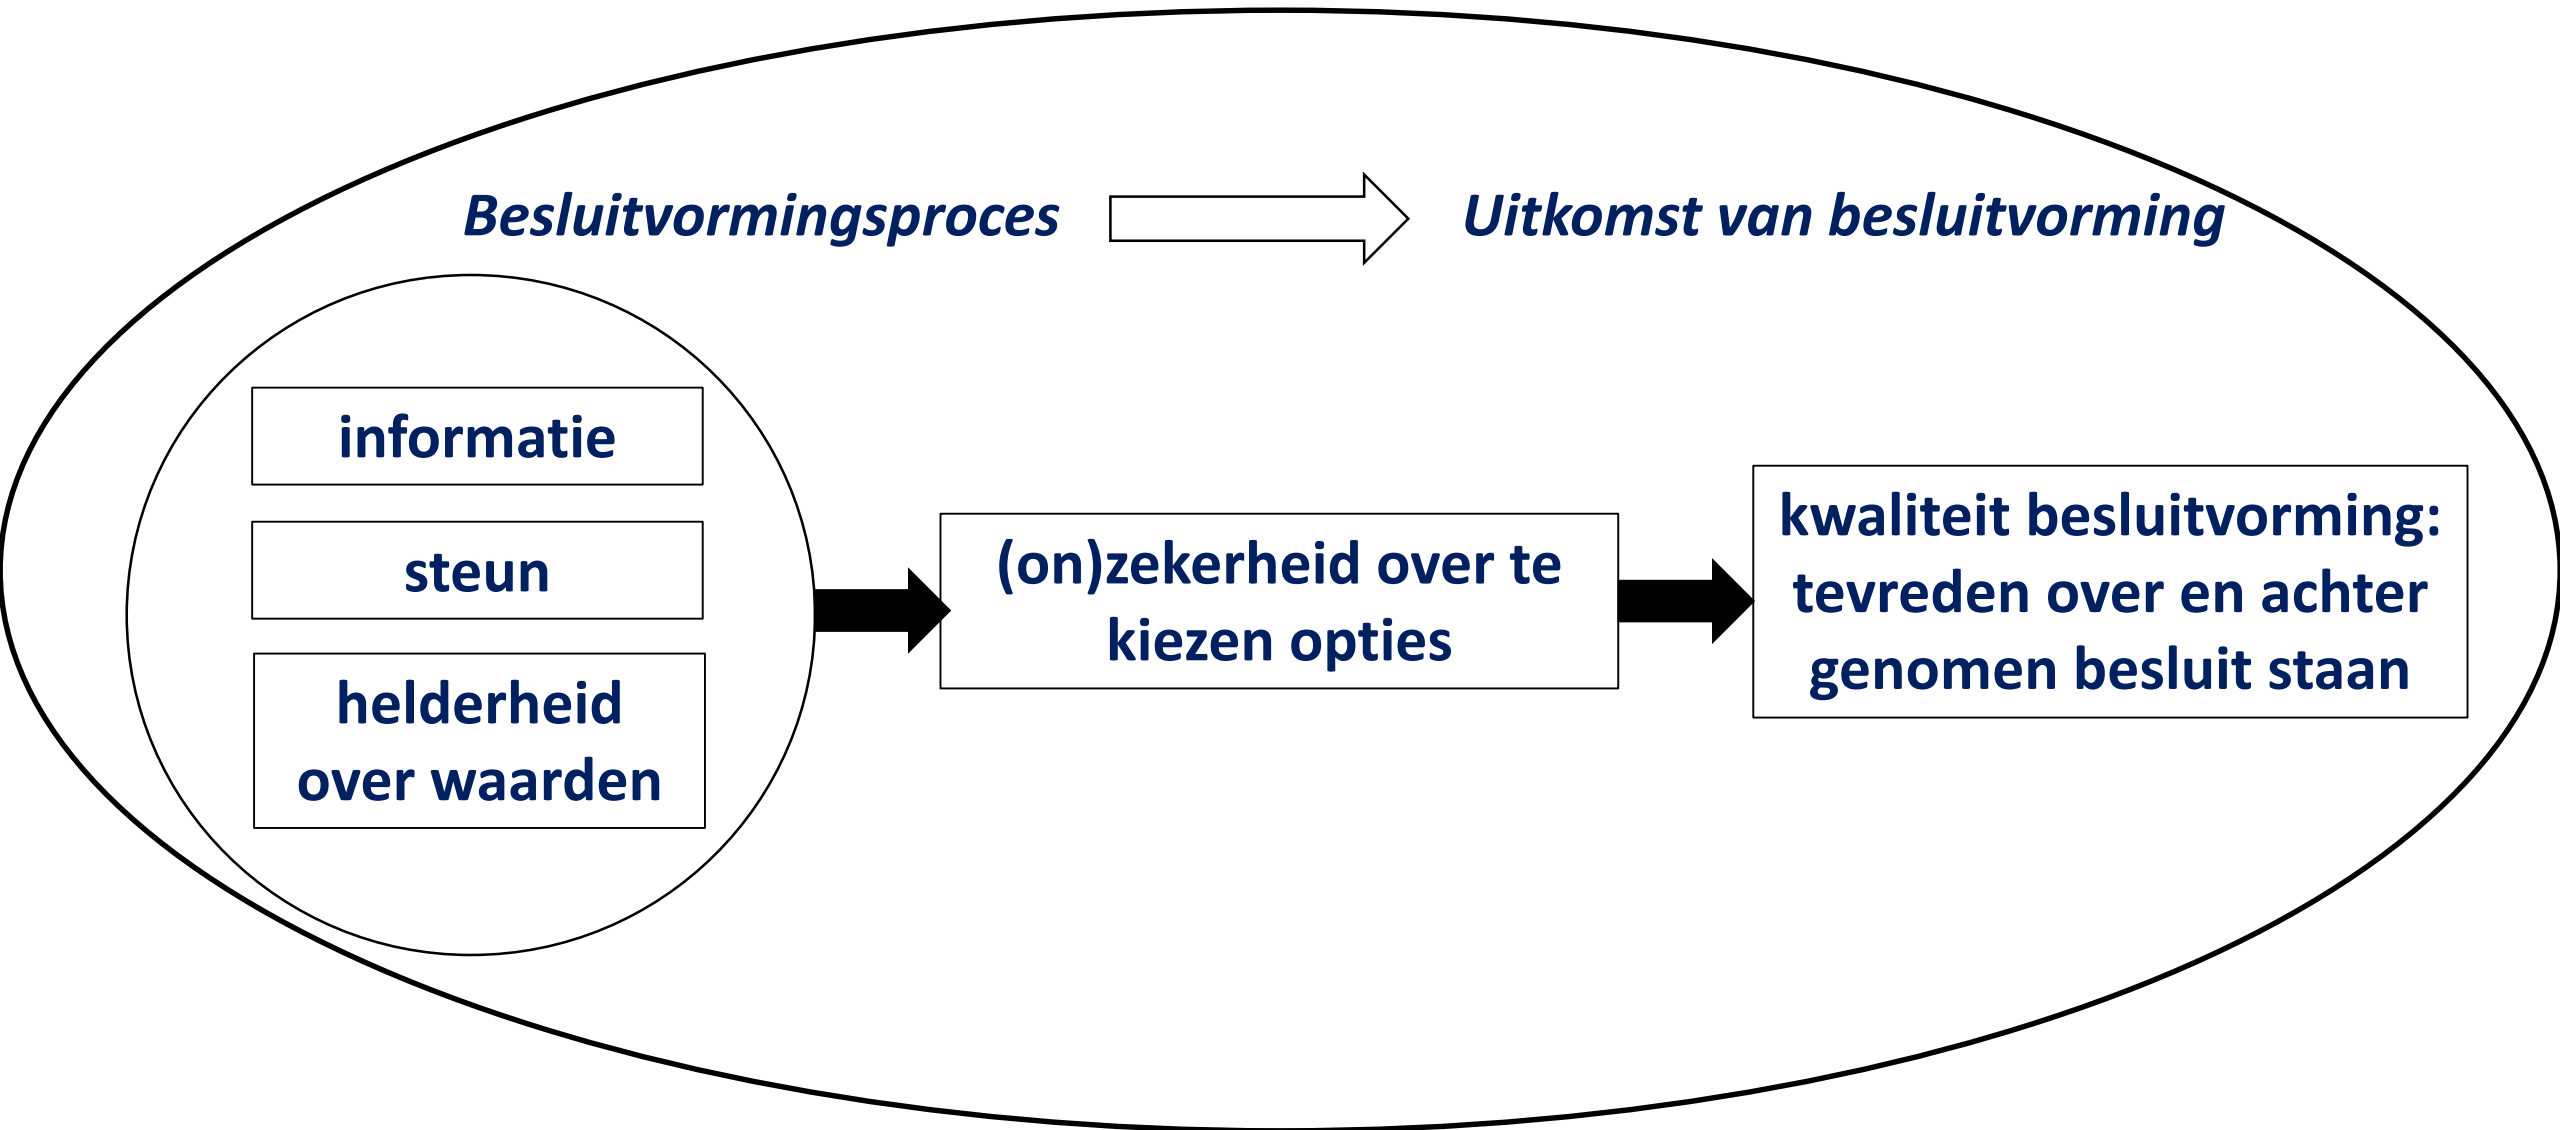 Besluitvormingsproces
Uitkomst van besluitvorming
informatie
steun
helderheid
over waarden
(on)zekerheid over te
kiezen opties
kwaliteit besluitvorming:
tevreden over en achter
genomen besluit staan